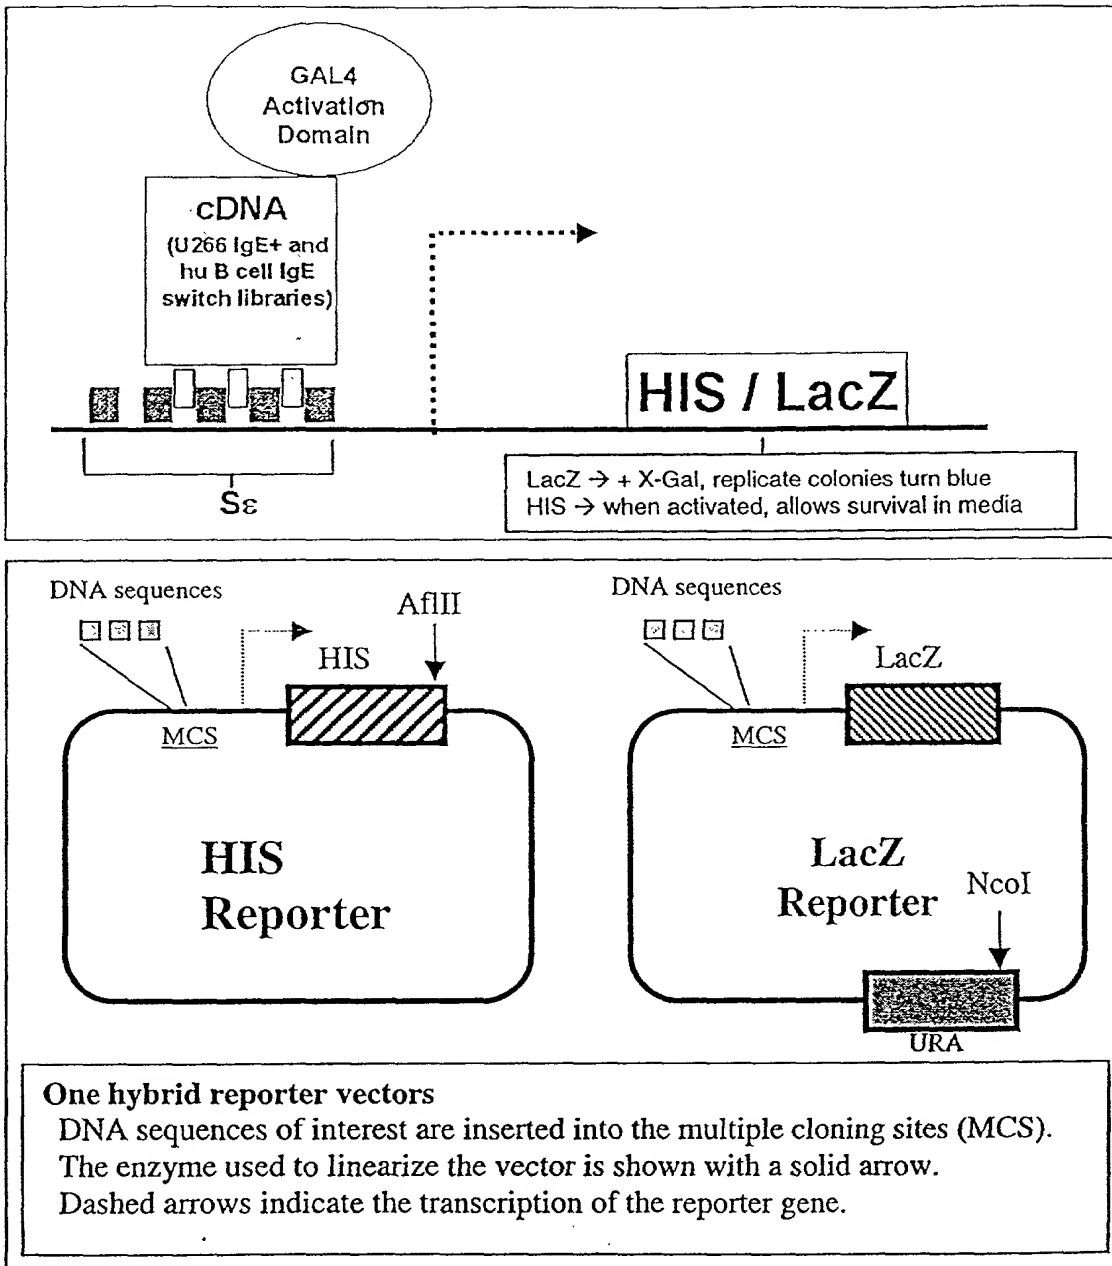 GAL4
Activation
Domain
cDNA
(U266 IgE+ and
hu B cell IgE
switch libraries)
HIS / LacZ
Sε
LacZ → + X-Gal, replicate colonies turn blue
HIS → when activated, allows survival in media
DNA sequences
AflII
HIS
MCS
HIS
Reporter
DNA sequences
LacZ
MCS
LacZ
Reporter
NcoI
URA
One hybrid reporter vectors
DNA sequences of interest are inserted into the multiple cloning sites (MCS).
The enzyme used to linearize the vector is shown with a solid arrow.
Dashed arrows indicate the transcription of the reporter gene.